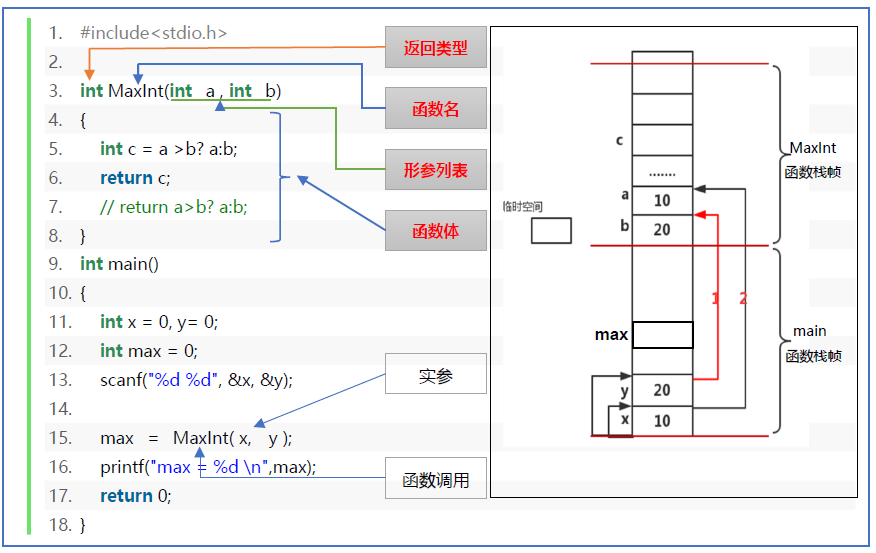 1. #include<stdio.h>
2.
3. int MaxInt(int a , int b)
4. {
5. int c = a >b? a:b;
6. return c;
7. // return a>b? a:b;
8. }
9. int main()
10. {
11. int x = 0, y= 0;
12. int max = 0;
13. scanf("%d %d", &x, &y);
14.
15. max = MaxInt( x, y );
16. printf("max = %d \n",max);
17. return 0;
18. }
返回类型
函数名
形参列表
函数体
实参
函数调用
c
.......
a 10
b 20
临时空间
MaxInt
函数栈帧
1 2
max
main
函数栈帧
y 20
x 10